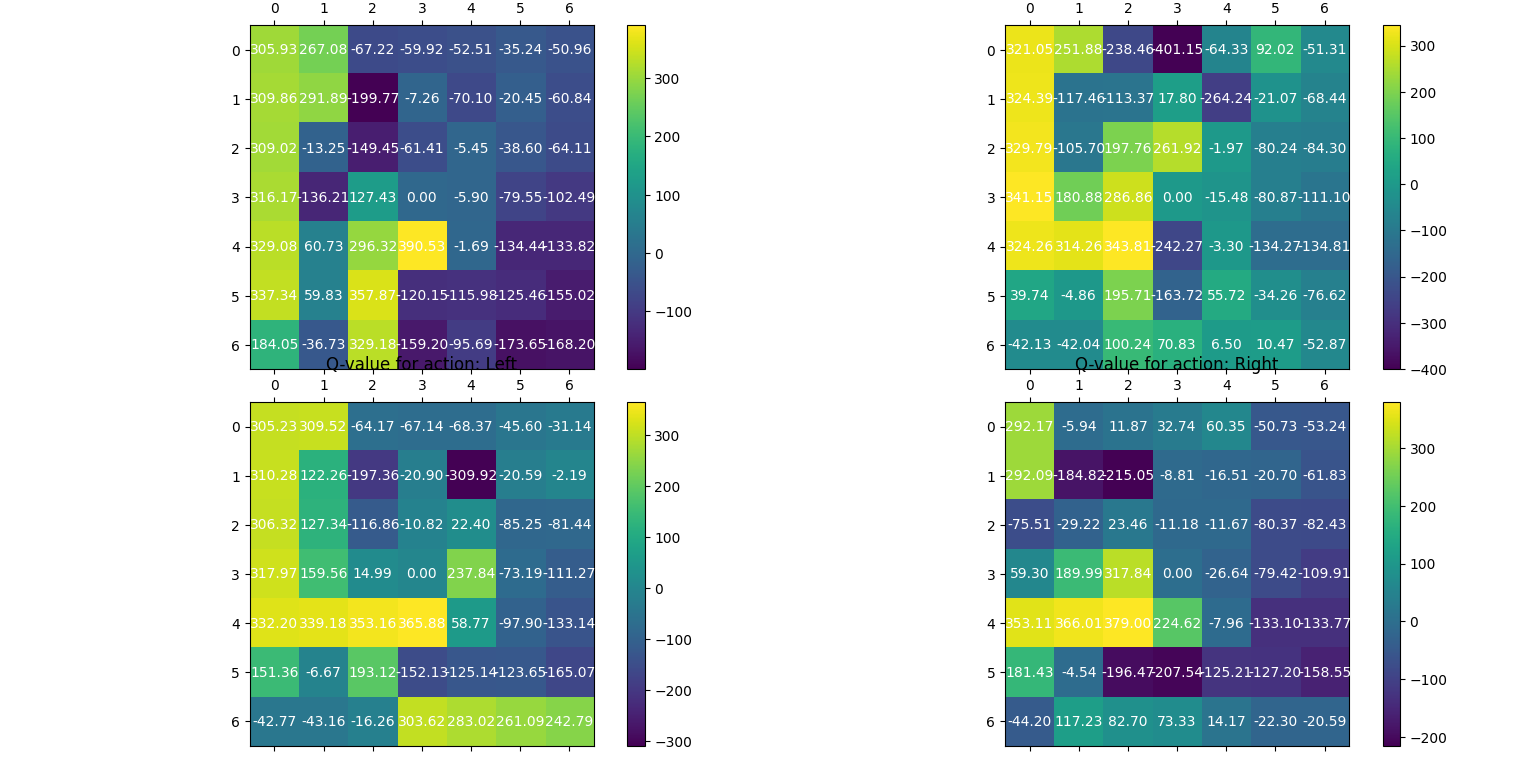 0 1 2 3 4 5 6
0 305.93 267.08 -67.22 -59.92 -52.51 -35.24 -50.96
1 309.86 291.89 -199.77 -7.26 -70.10 -20.45 -60.84
2 309.02 -13.25 -149.45 -61.41 -5.45 -38.60 -64.11
3 316.17 -136.21 127.43 0.00 -5.90 -79.55 -102.49
4 329.08 60.73 296.32 390.53 -1.69 -134.44 -133.82
5 337.34 59.83 357.87 -120.15 -115.98 -125.46 -155.02
6 184.05 -36.73 329.18 -159.20 -95.69 -173.65 -168.20
300
200
100
0
−100
0 1 2 3 4 5 6
0 321.05 251.88 -238.46 -401.15 -64.33 92.02 -51.31
1 324.39 -117.46 -113.37 17.80 -264.24 -21.07 -68.44
2 329.79 -105.70 197.76 261.92 -1.97 -80.24 -84.30
3 341.15 180.88 286.86 0.00 -15.48 -80.87 -111.10
4 324.26 314.26 343.81 -242.27 -3.30 -134.27 -134.81
5 39.74 -4.86 195.71 -163.72 55.72 -34.26 -76.62
6 -42.13 -42.04 100.24 70.83 6.50 10.47 -52.87
300
200
100
0
−100
−200
−300
−400
Q-value for action: Left
0 1 2 3 4 5 6
0 305.23 309.52 -64.17 -67.14 -68.37 -45.60 -31.14
1 310.28 122.26 -197.36 -20.90 -309.92 -20.59 -2.19
2 306.32 127.34 -116.86 -10.82 22.40 -85.25 -81.44
3 317.97 159.56 14.99 0.00 237.84 -73.19 -111.27
4 332.20 339.18 353.16 365.88 58.77 -97.90 -133.14
5 151.36 -6.67 193.12 -152.13 -125.14 -123.65 -165.07
6 -42.77 -43.16 -16.26 303.62 283.02 261.09 242.79
300
200
100
0
−100
−200
−300
Q-value for action: Right
0 1 2 3 4 5 6
0 292.17 -5.94 11.87 32.74 60.35 -50.73 -53.24
1 292.09 -184.82 -215.05 -8.81 -16.51 -20.70 -61.83
2 -75.51 -29.22 23.46 -11.18 -11.67 -80.37 -82.43
3 59.30 189.99 317.84 0.00 -26.64 -79.42 -109.91
4 353.11 366.01 379.00 224.62 -7.96 -133.10 -133.77
5 181.43 -4.54 -196.47 -207.54 -125.21 -127.20 -158.55
6 -44.20 117.23 82.70 73.33 14.17 -22.30 -20.59
300
200
100
0
−100
−200